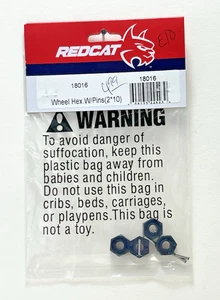 REDCAT
E10
18016 18016
Wheel Hex W/Pins(2*10)
WARNING
To avoid danger of
suffocation, keep this
plastic bag away from
babies and children.
Do not use this bag in
cribs, beds, carriages,
or playpens.This bag is
not a toy.